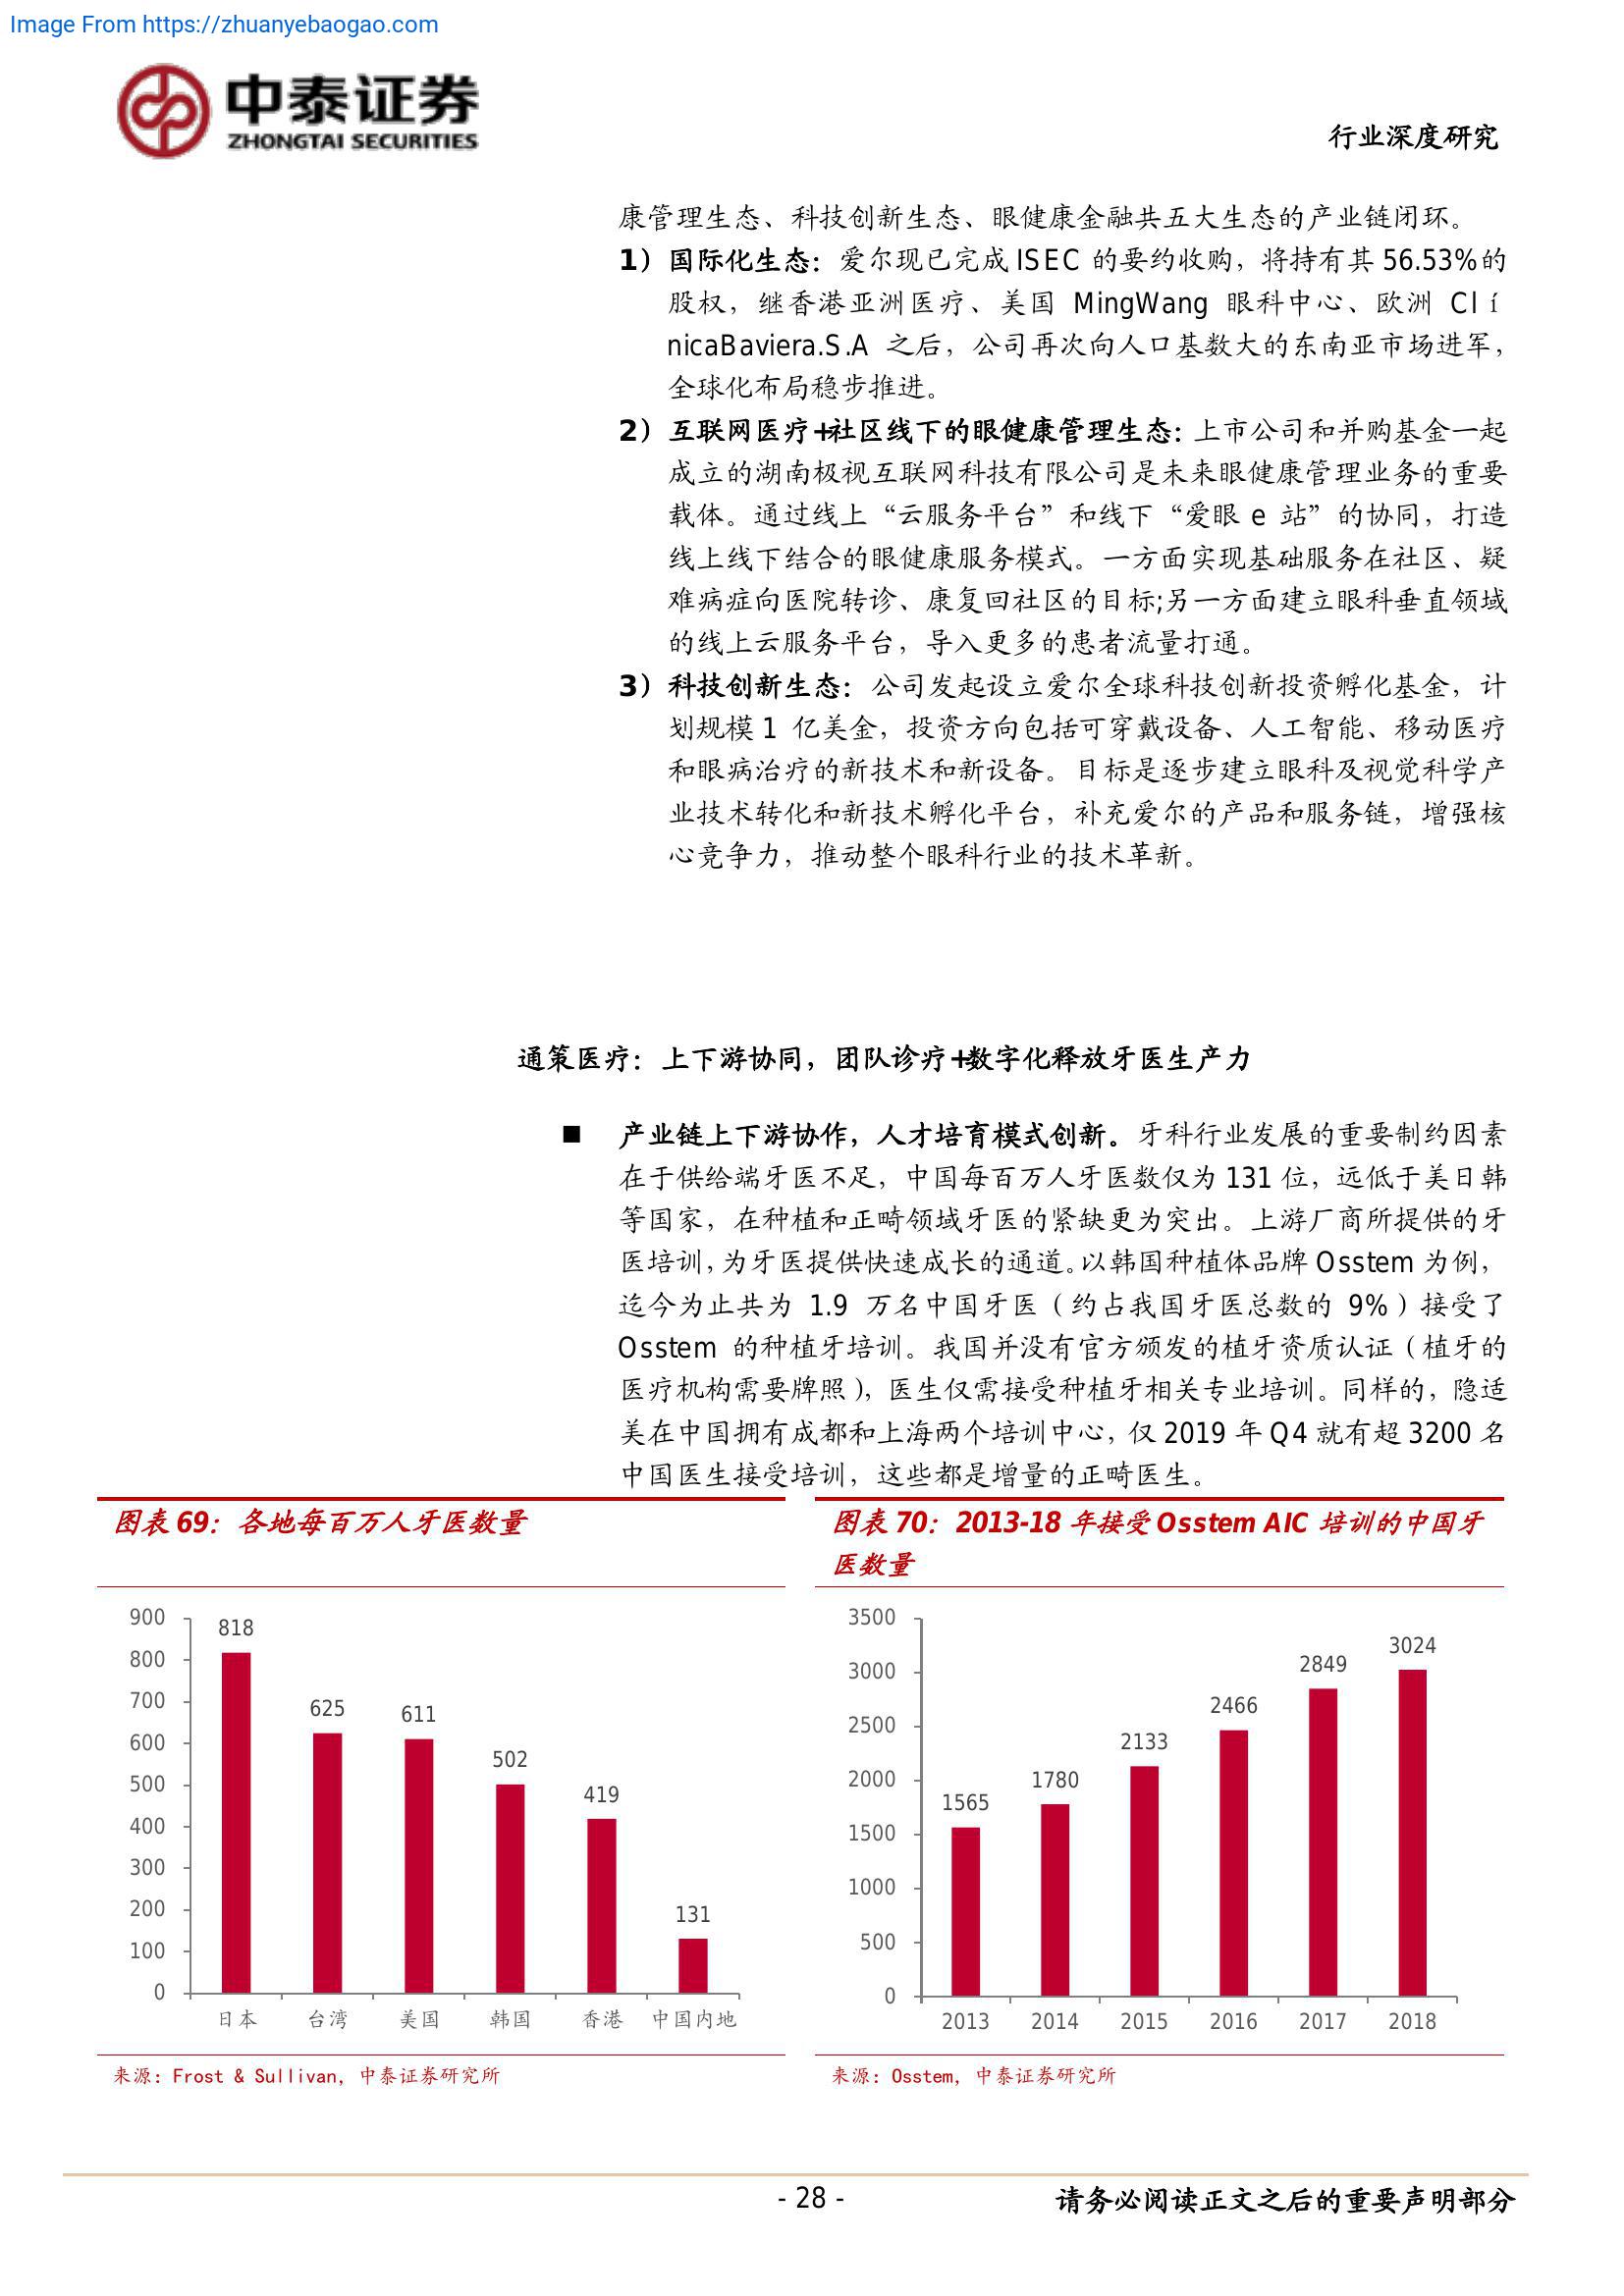 Image From https://zhuanyebaogao.com
中泰证券
ZHONGTAI SECURITIES
行业深度研究
康管理生态、科技创新生态、眼健康金融共五大生态的产业链闭环。
1）国际化生态：爱尔现已完成 ISEC 的要约收购，将持有其 56.53%的
股权，继香港亚洲医疗、美国 MingWang 眼科中心、欧洲 Clí
nicaBaviera.S.A 之后，公司再次向人口基数大的东南亚市场进军，
全球化布局稳步推进。
2）互联网医疗+社区线下的眼健康管理生态：上市公司和并购基金一起
成立的湖南极视互联网科技有限公司是未来眼健康管理业务的重要
载体。通过线上“云服务平台”和线下“爱眼 e 站”的协同，打造
线上线下结合的眼健康服务模式。一方面实现基础服务在社区、疑
难病症向医院转诊、康复回社区的目标;另一方面建立眼科垂直领域
的线上云服务平台，导入更多的患者流量打通。
3）科技创新生态：公司发起设立爱尔全球科技创新投资孵化基金，计
划规模 1 亿美金，投资方向包括可穿戴设备、人工智能、移动医疗
和眼病治疗的新技术和新设备。目标是逐步建立眼科及视觉科学产
业技术转化和新技术孵化平台，补充爱尔的产品和服务链，增强核
心竞争力，推动整个眼科行业的技术革新。
通策医疗：上下游协同，团队诊疗+数字化释放牙医生产力
■ 产业链上下游协作，人才培育模式创新。牙科行业发展的重要制约因素
在于供给端牙医不足，中国每百万人牙医数仅为 131 位，远低于美日韩
等国家，在种植和正畸领域牙医的紧缺更为突出。上游厂商所提供的牙
医培训，为牙医提供快速成长的通道。以韩国种植体品牌 Osstem 为例，
迄今为止共为 1.9 万名中国牙医（约占我国牙医总数的 9%）接受了
Osstem 的种植牙培训。我国并没有官方颁发的植牙资质认证（植牙的
医疗机构需要牌照），医生仅需接受种植牙相关专业培训。同样的，隐适
美在中国拥有成都和上海两个培训中心，仅 2019 年 Q4 就有超 3200 名
中国医生接受培训，这些都是增量的正畸医生。
图表 69：各地每百万人牙医数量
900
800
700
600
500
400
300
200
100
0
818
625
611
502
419
131
日本 台湾 美国 韩国 香港 中国内地
来源：Frost & Sullivan，中泰证券研究所
图表 70：2013-18 年接受 Osstem AIC 培训的中国牙
医数量
3500
3000
2500
2000
1500
1000
500
0
1565
1780
2133
2466
2849
3024
2013 2014 2015 2016 2017 2018
来源：Osstem，中泰证券研究所
- 28 -
请务必阅读正文之后的重要声明部分